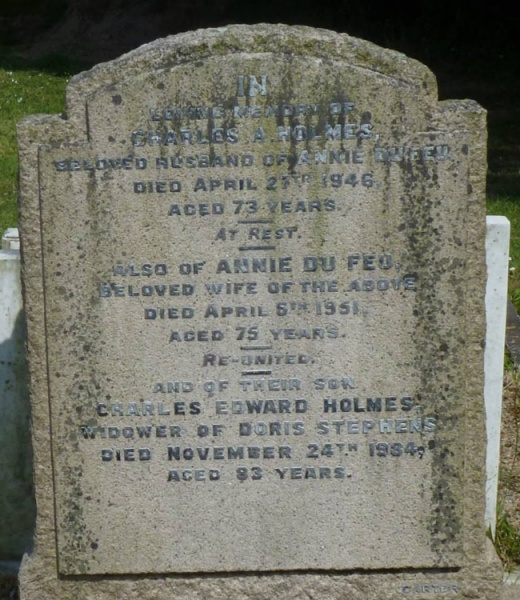 IN
LOVING MEMORY OF
CHARLES A. HOLMES,
BELOVED HUSBAND OF ANNIE DU FEU
DIED APRIL 27TH 1946,
AGED 73 YEARS.
AT REST.
ALSO OF ANNIE DU FEU,
BELOVED WIFE OF THE ABOVE
DIED APRIL 6TH 1951,
AGED 75 YEARS.
RE-UNITED.
AND OF THEIR SON
CHARLES EDWARD HOLMES
WIDOWER OF DORIS STEPHENS
DIED NOVEMBER 24TH 1984,
AGED 83 YEARS.
CARTER